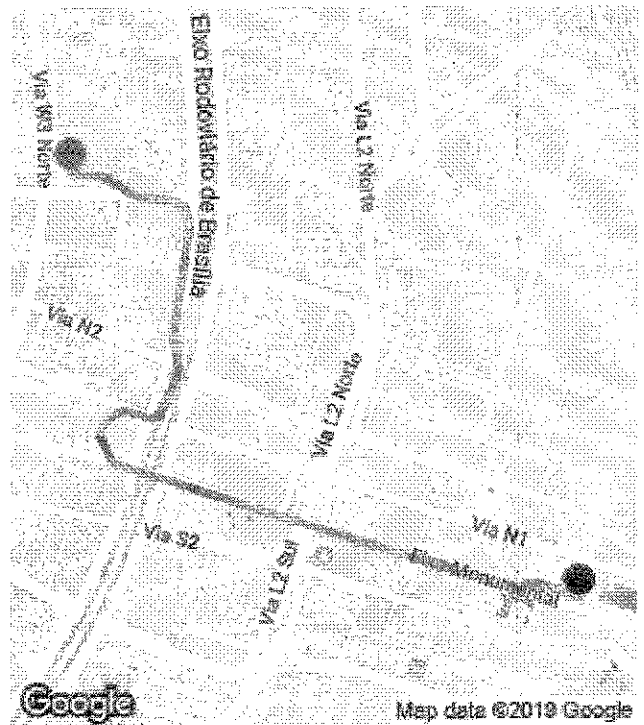 Eixo Rodoviário de Brasília
Via W3 Norte
Via L2 Norte
Via N2
Via L2 Norte
Via S2
Via N1
Via L2 Sul
Eixo Monumental
Google
Map data ©2019 Google